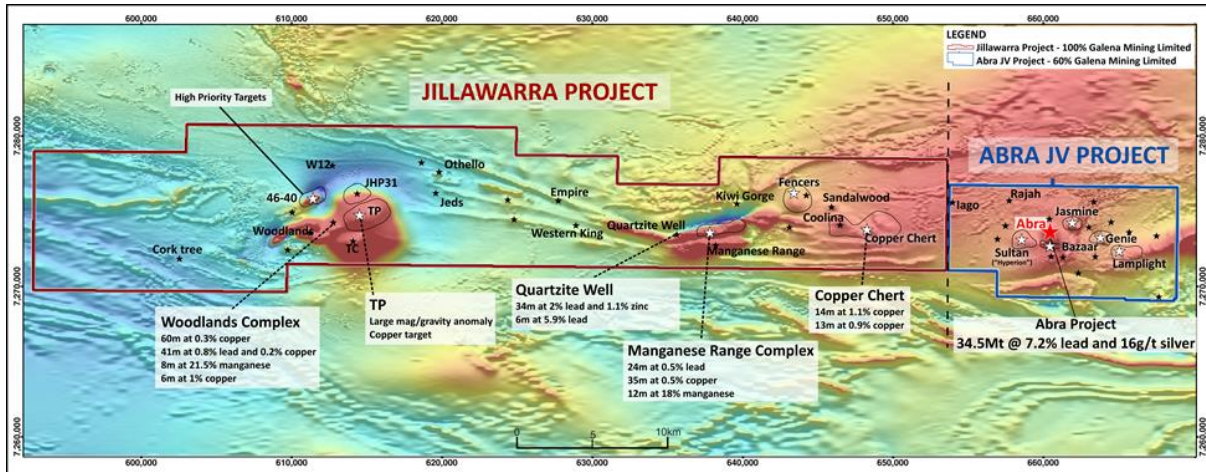 600,000
610,000
620,000
630,000
640,000
650,000
660,000
LEGEND
Jillawarra Project - 100% Galena Mining Limited
Abra JV Project - 60% Galena Mining Limited
JILLAWARRA PROJECT
ABRA JV PROJECT
High Priority Targets
7,280,000
7,280,000
W12
Othello
46-40
JHP31
Jeds
TP
Empire
Woodlands
TC
Western King
Cork tree
Quartzite Well
Kiwi Gorge
Fencers
Sandalwood
Coolina
Manganese Range
Copper Chert
Iago
Rajah
Jasmine
Abra
Sultan
("Hyperion")
Bazaar
Genie
Lamplight
7,270,000
7,270,000
Woodlands Complex
60m at 0.3% copper
41m at 0.8% lead and 0.2% copper
8m at 21.5% manganese
6m at 1% copper
TP
Large mag/gravity anomaly
Copper target
Quartzite Well
34m at 2% lead and 1.1% zinc
6m at 5.9% lead
Manganese Range Complex
24m at 0.5% lead
35m at 0.5% copper
12m at 18% manganese
Copper Chert
14m at 1.1% copper
13m at 0.9% copper
Abra Project
34.5Mt @ 7.2% lead and 16g/t silver
0
5
10km
7,260,000
7,260,000
600,000
610,000
620,000
630,000
640,000
650,000
660,000